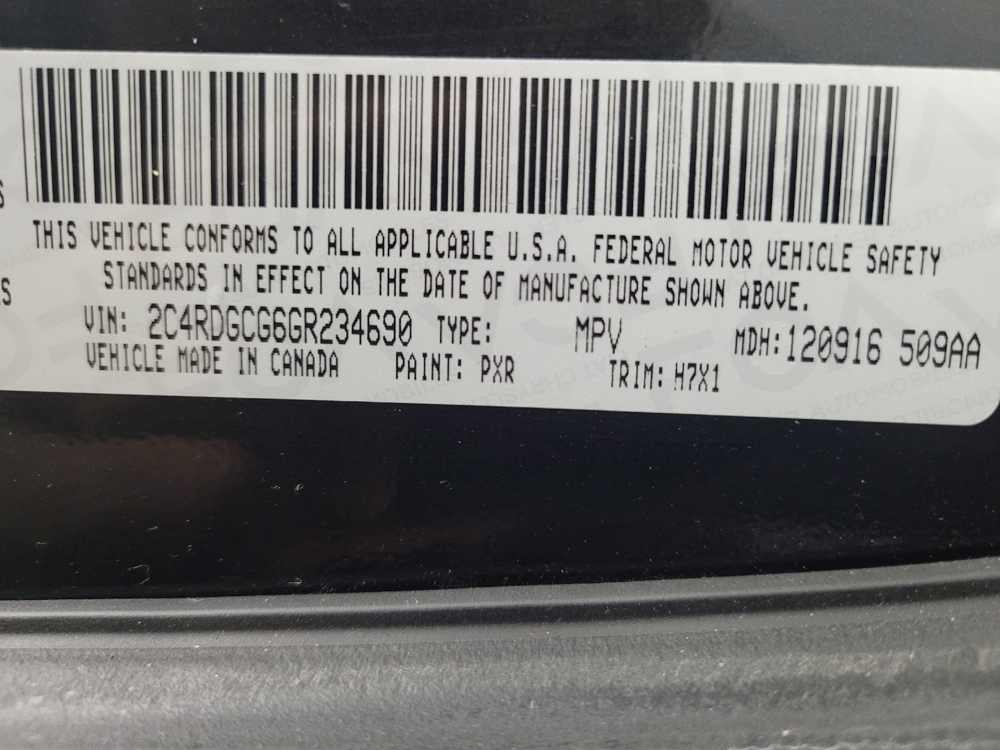 THIS VEHICLE CONFORMS TO ALL APPLICABLE U.S.A. FEDERAL MOTOR VEHICLE SAFETY
STANDARDS IN EFFECT ON THE DATE OF MANUFACTURE SHOWN ABOVE.
VIN: 2C4RDGCG6GR234690 TYPE: MPV MDH:120916 509AA
VEHICLE MADE IN CANADA PAINT: PXR TRIM: H7X1